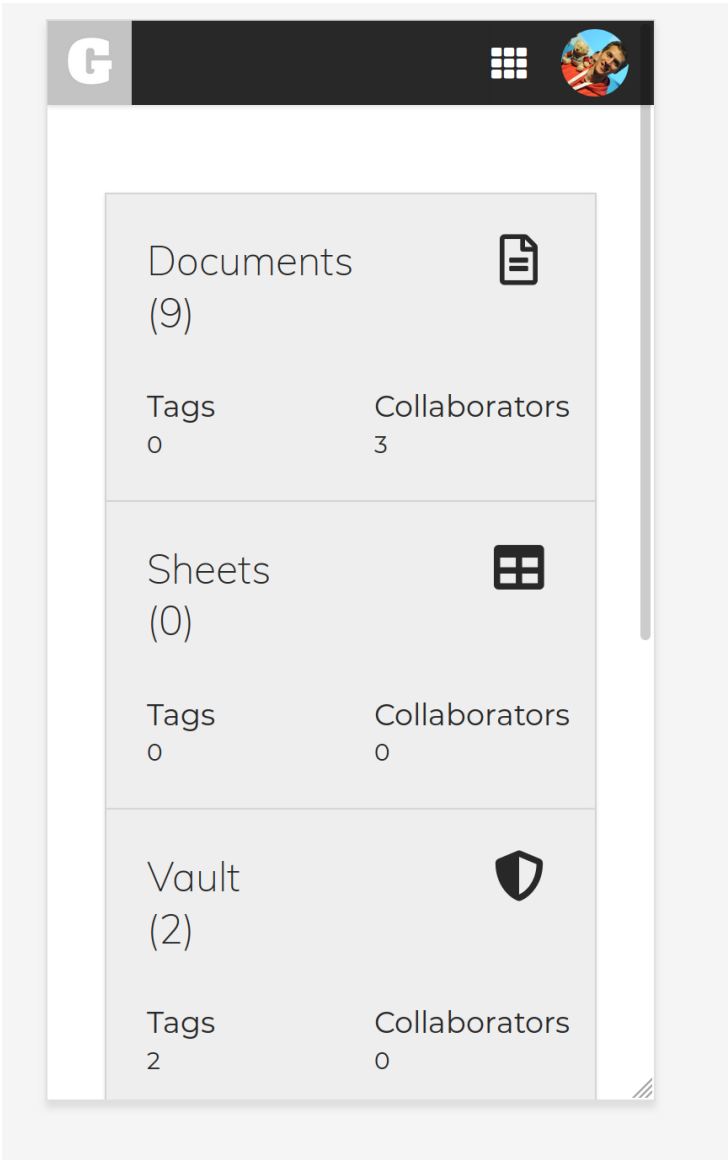 G
Documents
(9)
Tags Collaborators
0 3
Sheets
(0)
Tags Collaborators
0 0
Vault
(2)
Tags Collaborators
2 0